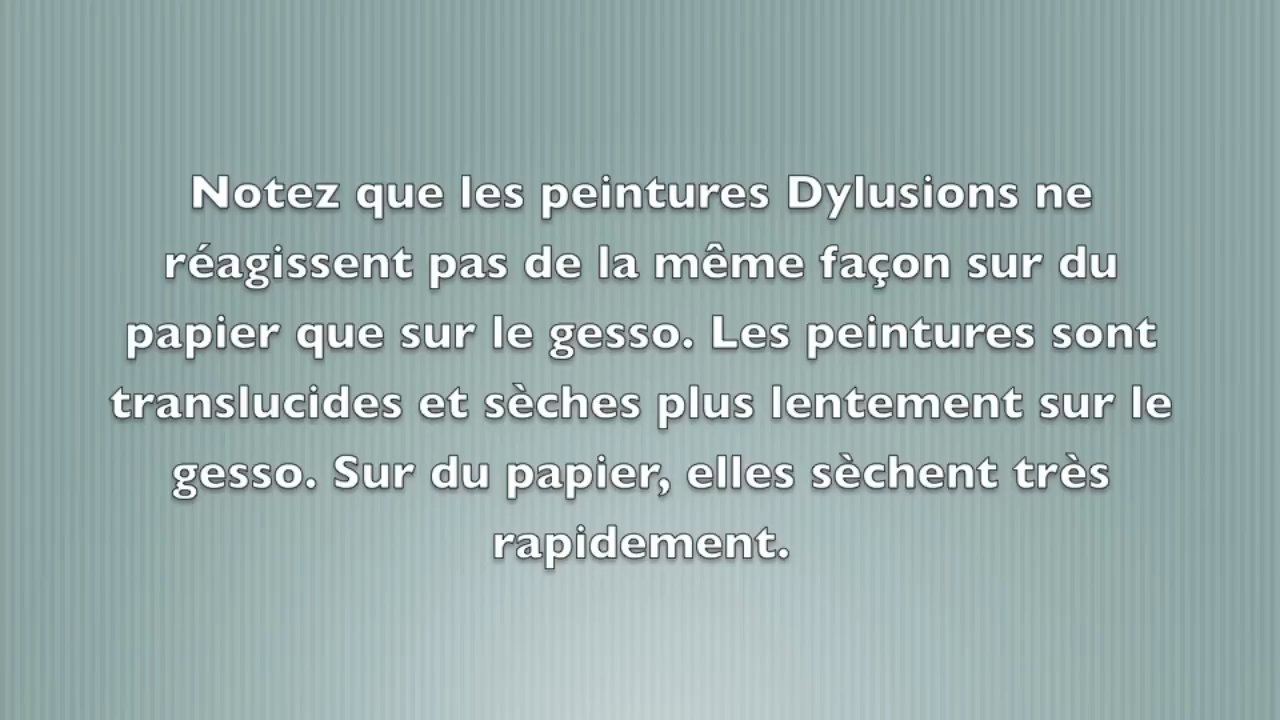 Notez que les peintures Dylusions ne
réagissent pas de la même façon sur du
papier que sur le gesso. Les peintures sont
translucides et sèches plus lentement sur le
gesso. Sur du papier, elles sèchent très
rapidement.